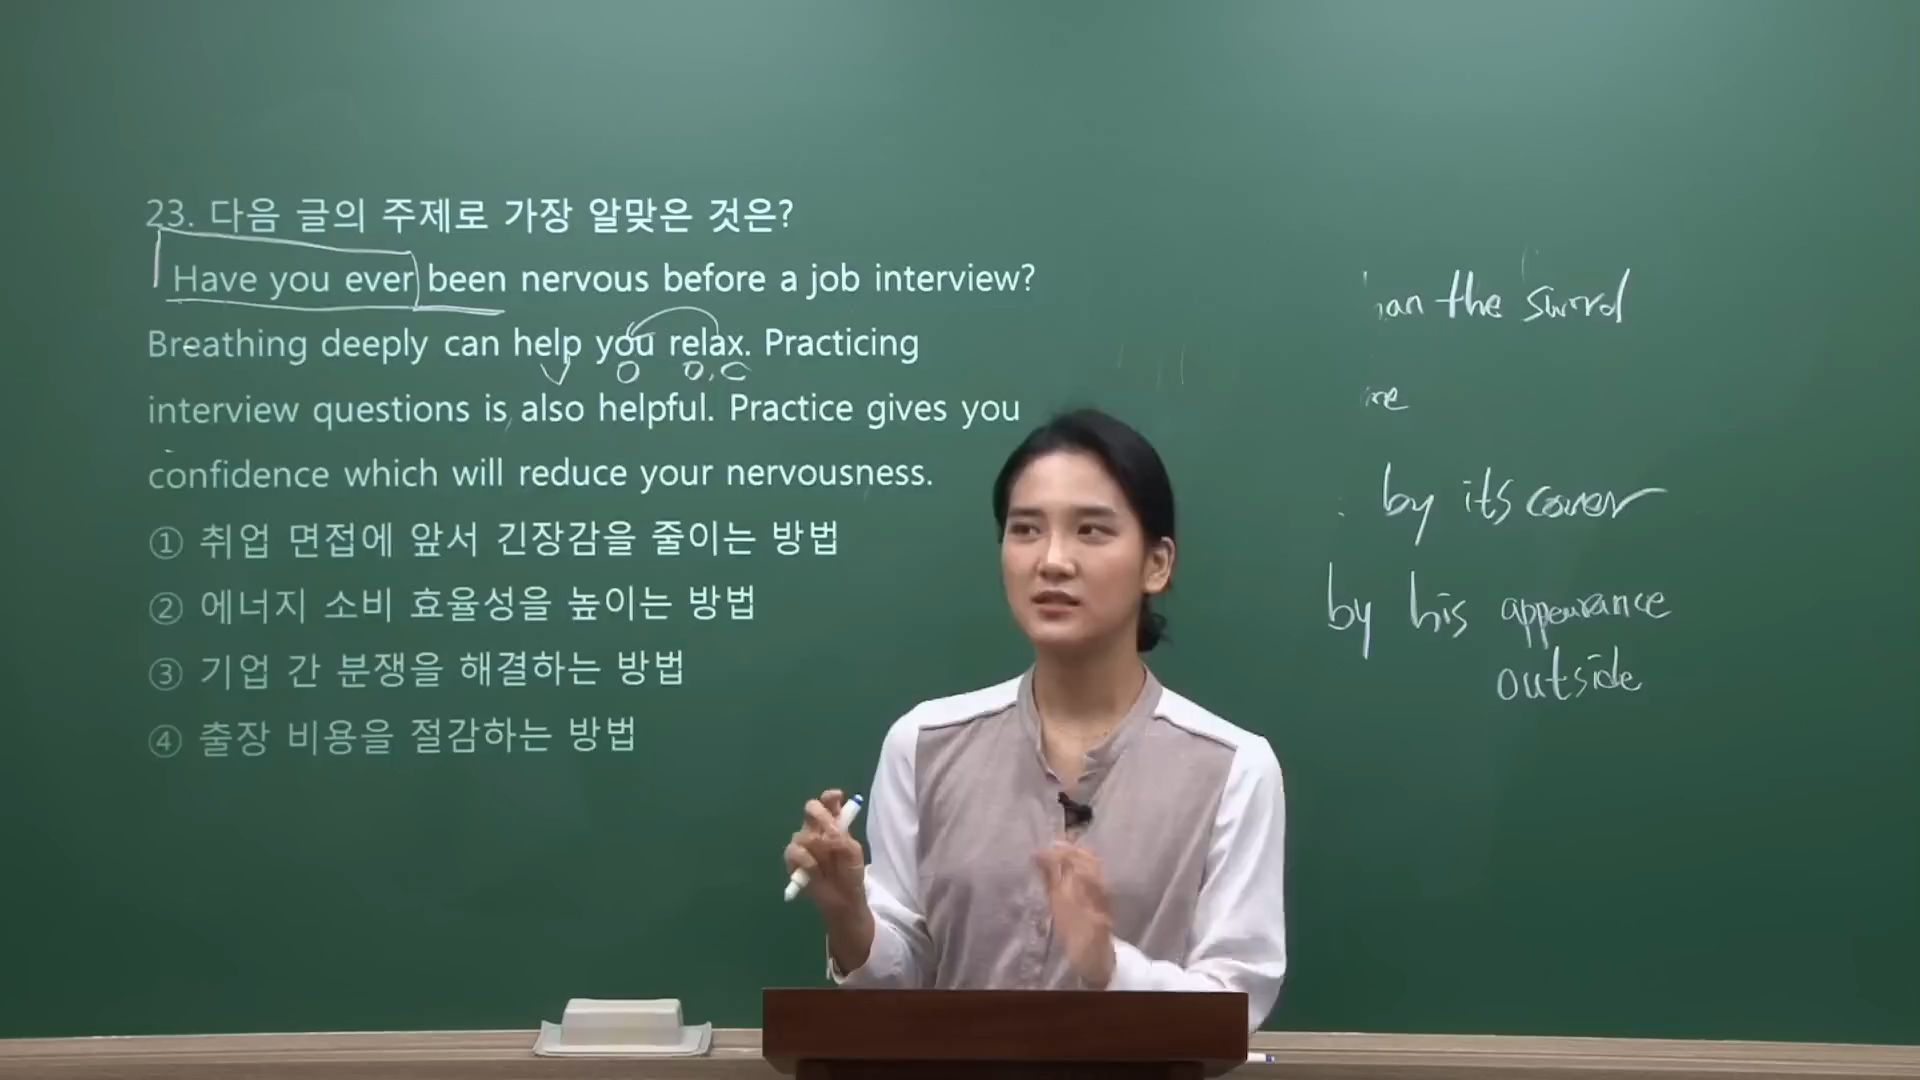 23. 다음 글의 주제로 가장 알맞은 것은?
Have you ever been nervous before a job interview?
Breathing deeply can help you relax. Practicing
O O.C
interview questions is also helpful. Practice gives you
confidence which will reduce your nervousness.
① 취업 면접에 앞서 긴장감을 줄이는 방법
② 에너지 소비 효율성을 높이는 방법
③ 기업 간 분쟁을 해결하는 방법
④ 출장 비용을 절감하는 방법
the sword
by its cover
by his appearance
outside